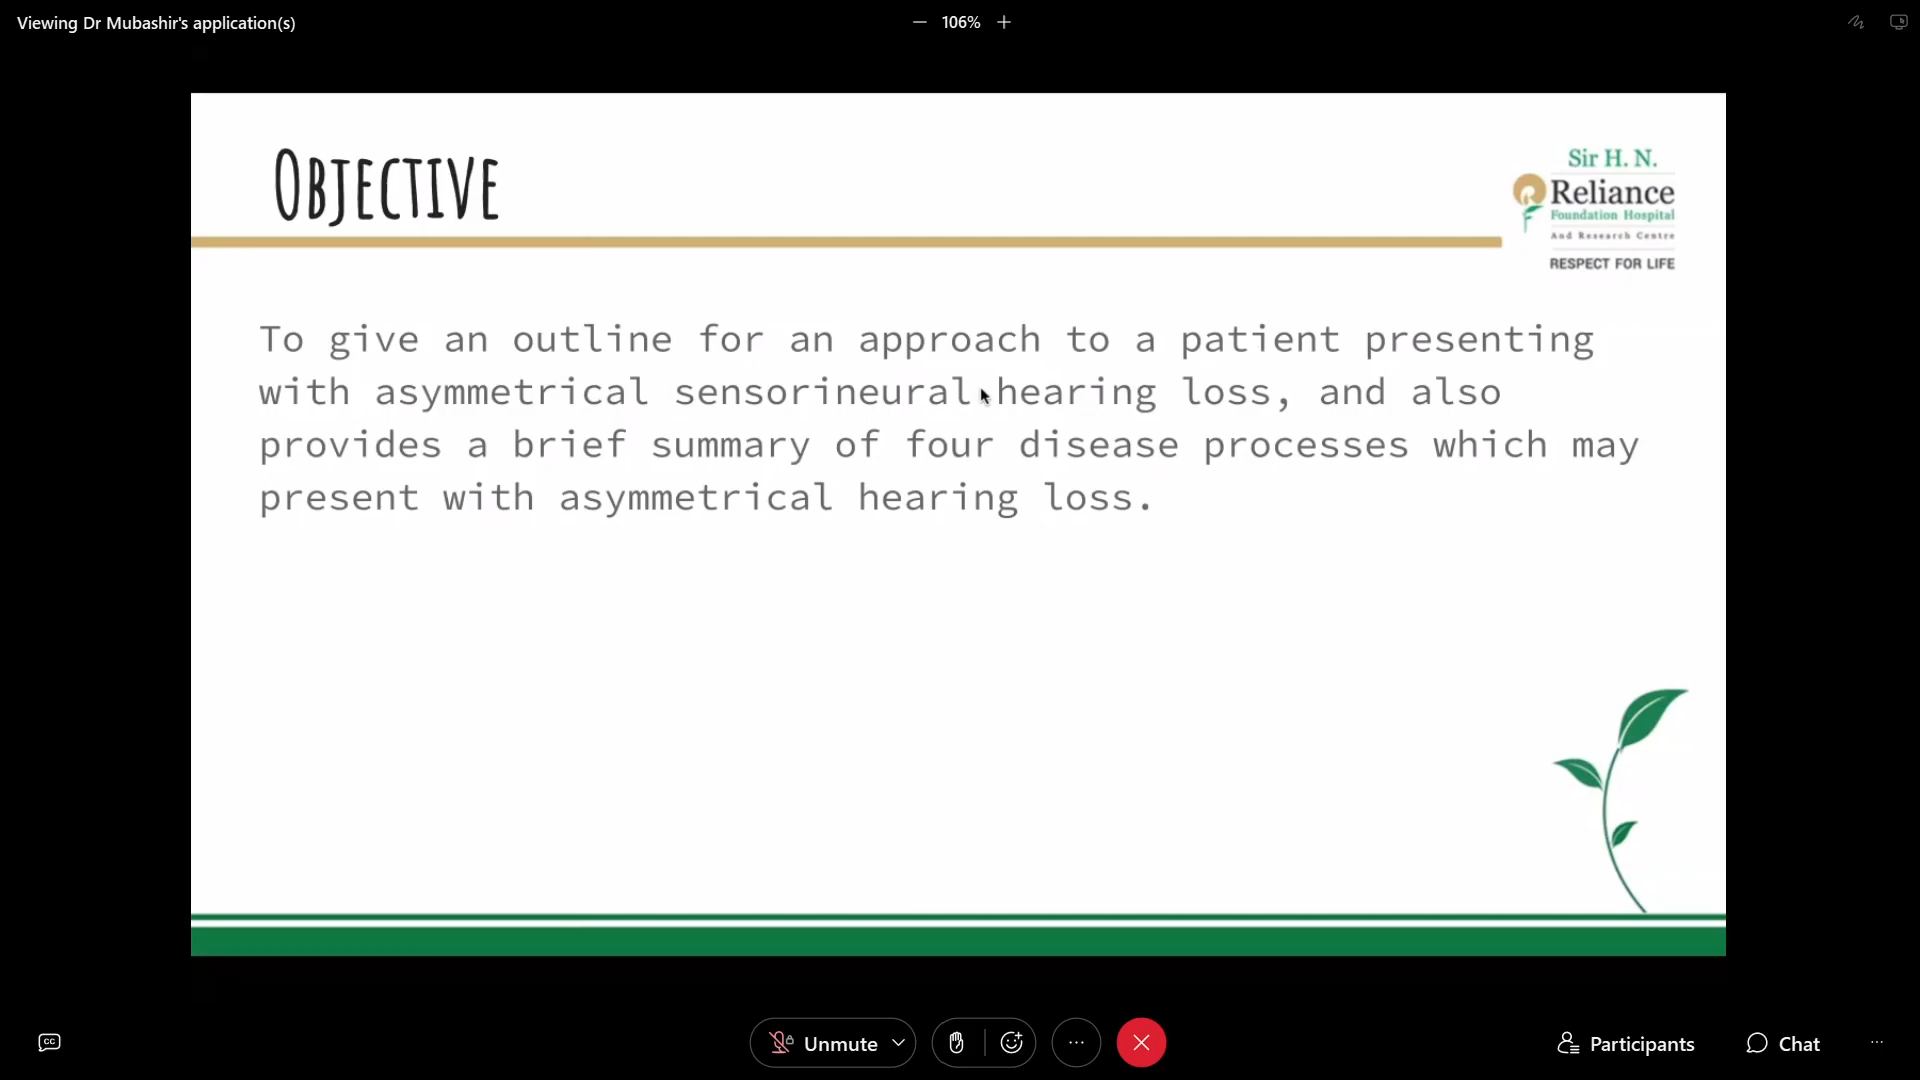 Viewing Dr Mubashir's application(s)
106%
Objective
Sir H. N.
Reliance
Foundation Hospital
And Research Centre
RESPECT FOR LIFE
To give an outline for an approach to a patient presenting
with asymmetrical sensorineural hearing loss, and also
provides a brief summary of four disease processes which may
present with asymmetrical hearing loss.
CC
Unmute
Participants
Chat